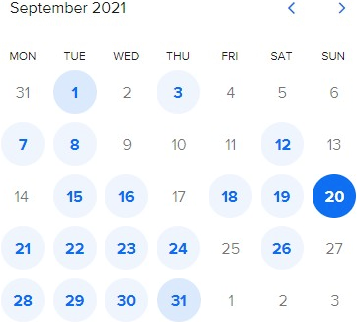 September 2021
MON TUE WED THU FRI SAT SUN
31 1 2 3 4 5 6
7 8 9 10 11 12 13
14 15 16 17 18 19 20
21 22 23 24 25 26 27
28 29 30 31 1 2 3